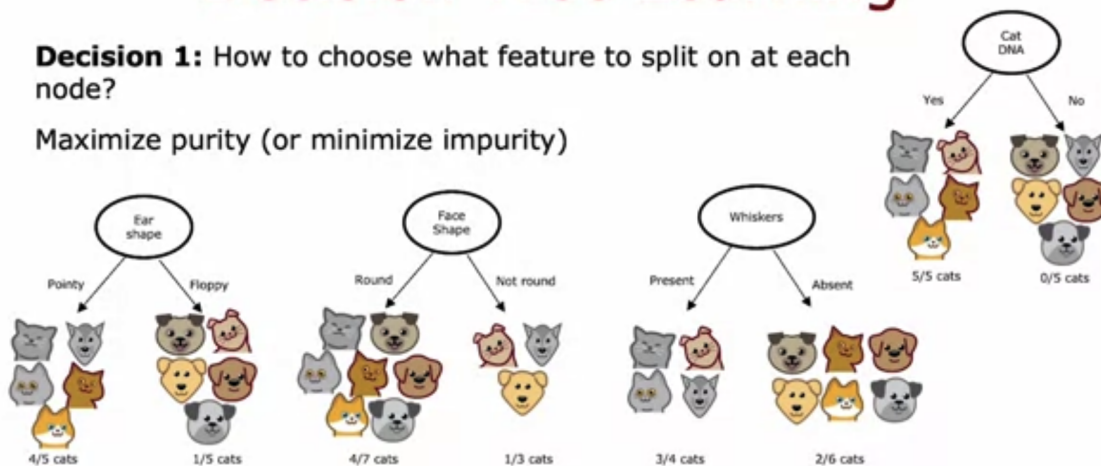 Decision 1: How to choose what feature to split on at each
node?
Maximize purity (or minimize impurity)
Cat
DNA
Yes
No
5/5 cats
0/5 cats
Ear
shape
Pointy
Floppy
4/5 cats
1/5 cats
Face
Shape
Round
Not round
4/7 cats
1/3 cats
Whiskers
Present
Absent
3/4 cats
2/6 cats